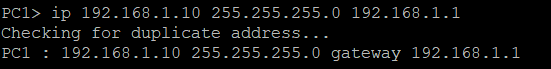 PC1> ip 192.168.1.10 255.255.255.0 192.168.1.1
Checking for duplicate address...
PC1 : 192.168.1.10 255.255.255.0 gateway 192.168.1.1